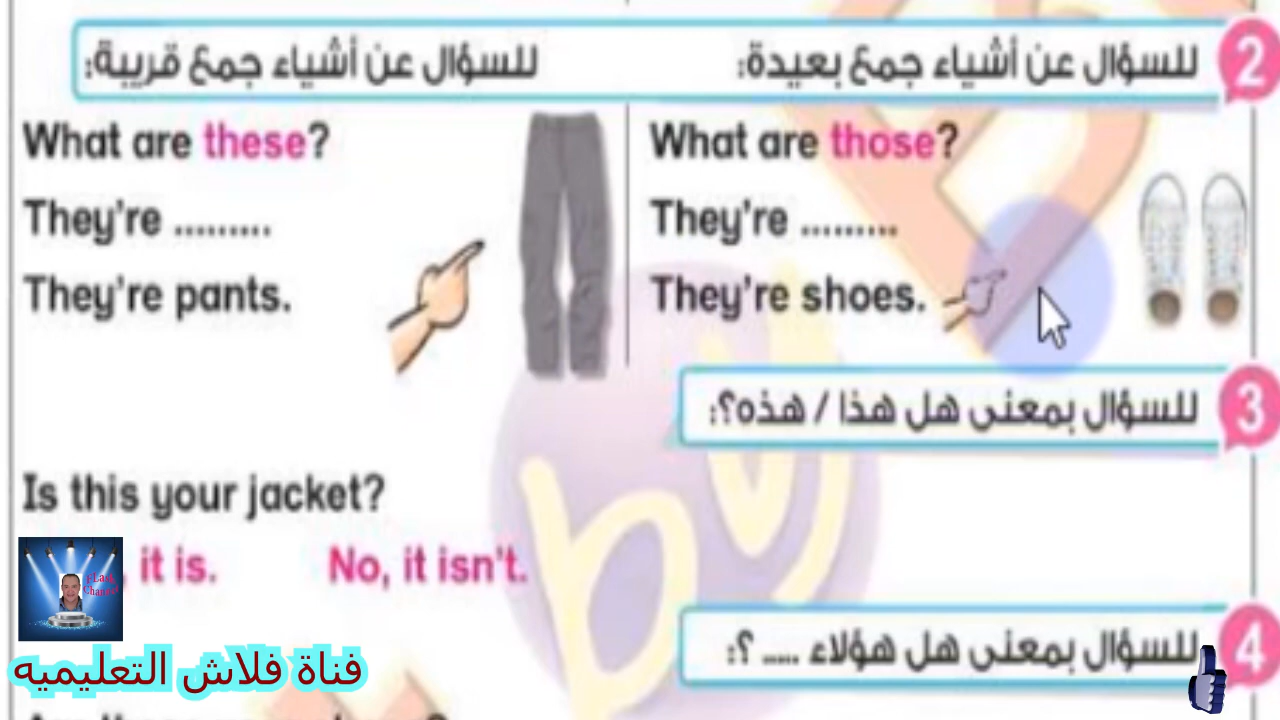 2
للسؤال عن أشياء جمع بعيدة:
للسؤال عن أشياء جمع قريبة:
What are these?
They're .........
They're pants.
What are those?
They're .........
They're shoes.
3
للسؤال بمعنى هل هذا / هذه؟:
Is this your jacket?
, it is.
No, it isn't.
4
للسؤال بمعنى هل هؤلاء ..... ؟:
by
قناة فلاش التعليميه